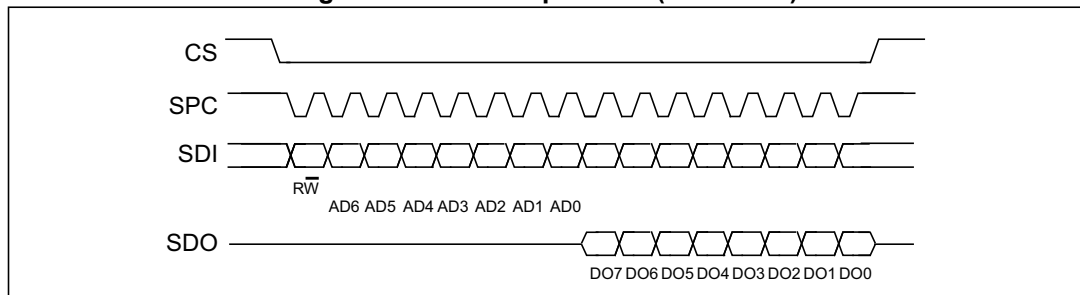 CS
SPC
SDI
RW
AD6 AD5 AD4 AD3 AD2 AD1 AD0
SDO
DO7 DO6 DO5 DO4 DO3 DO2 DO1 DO0